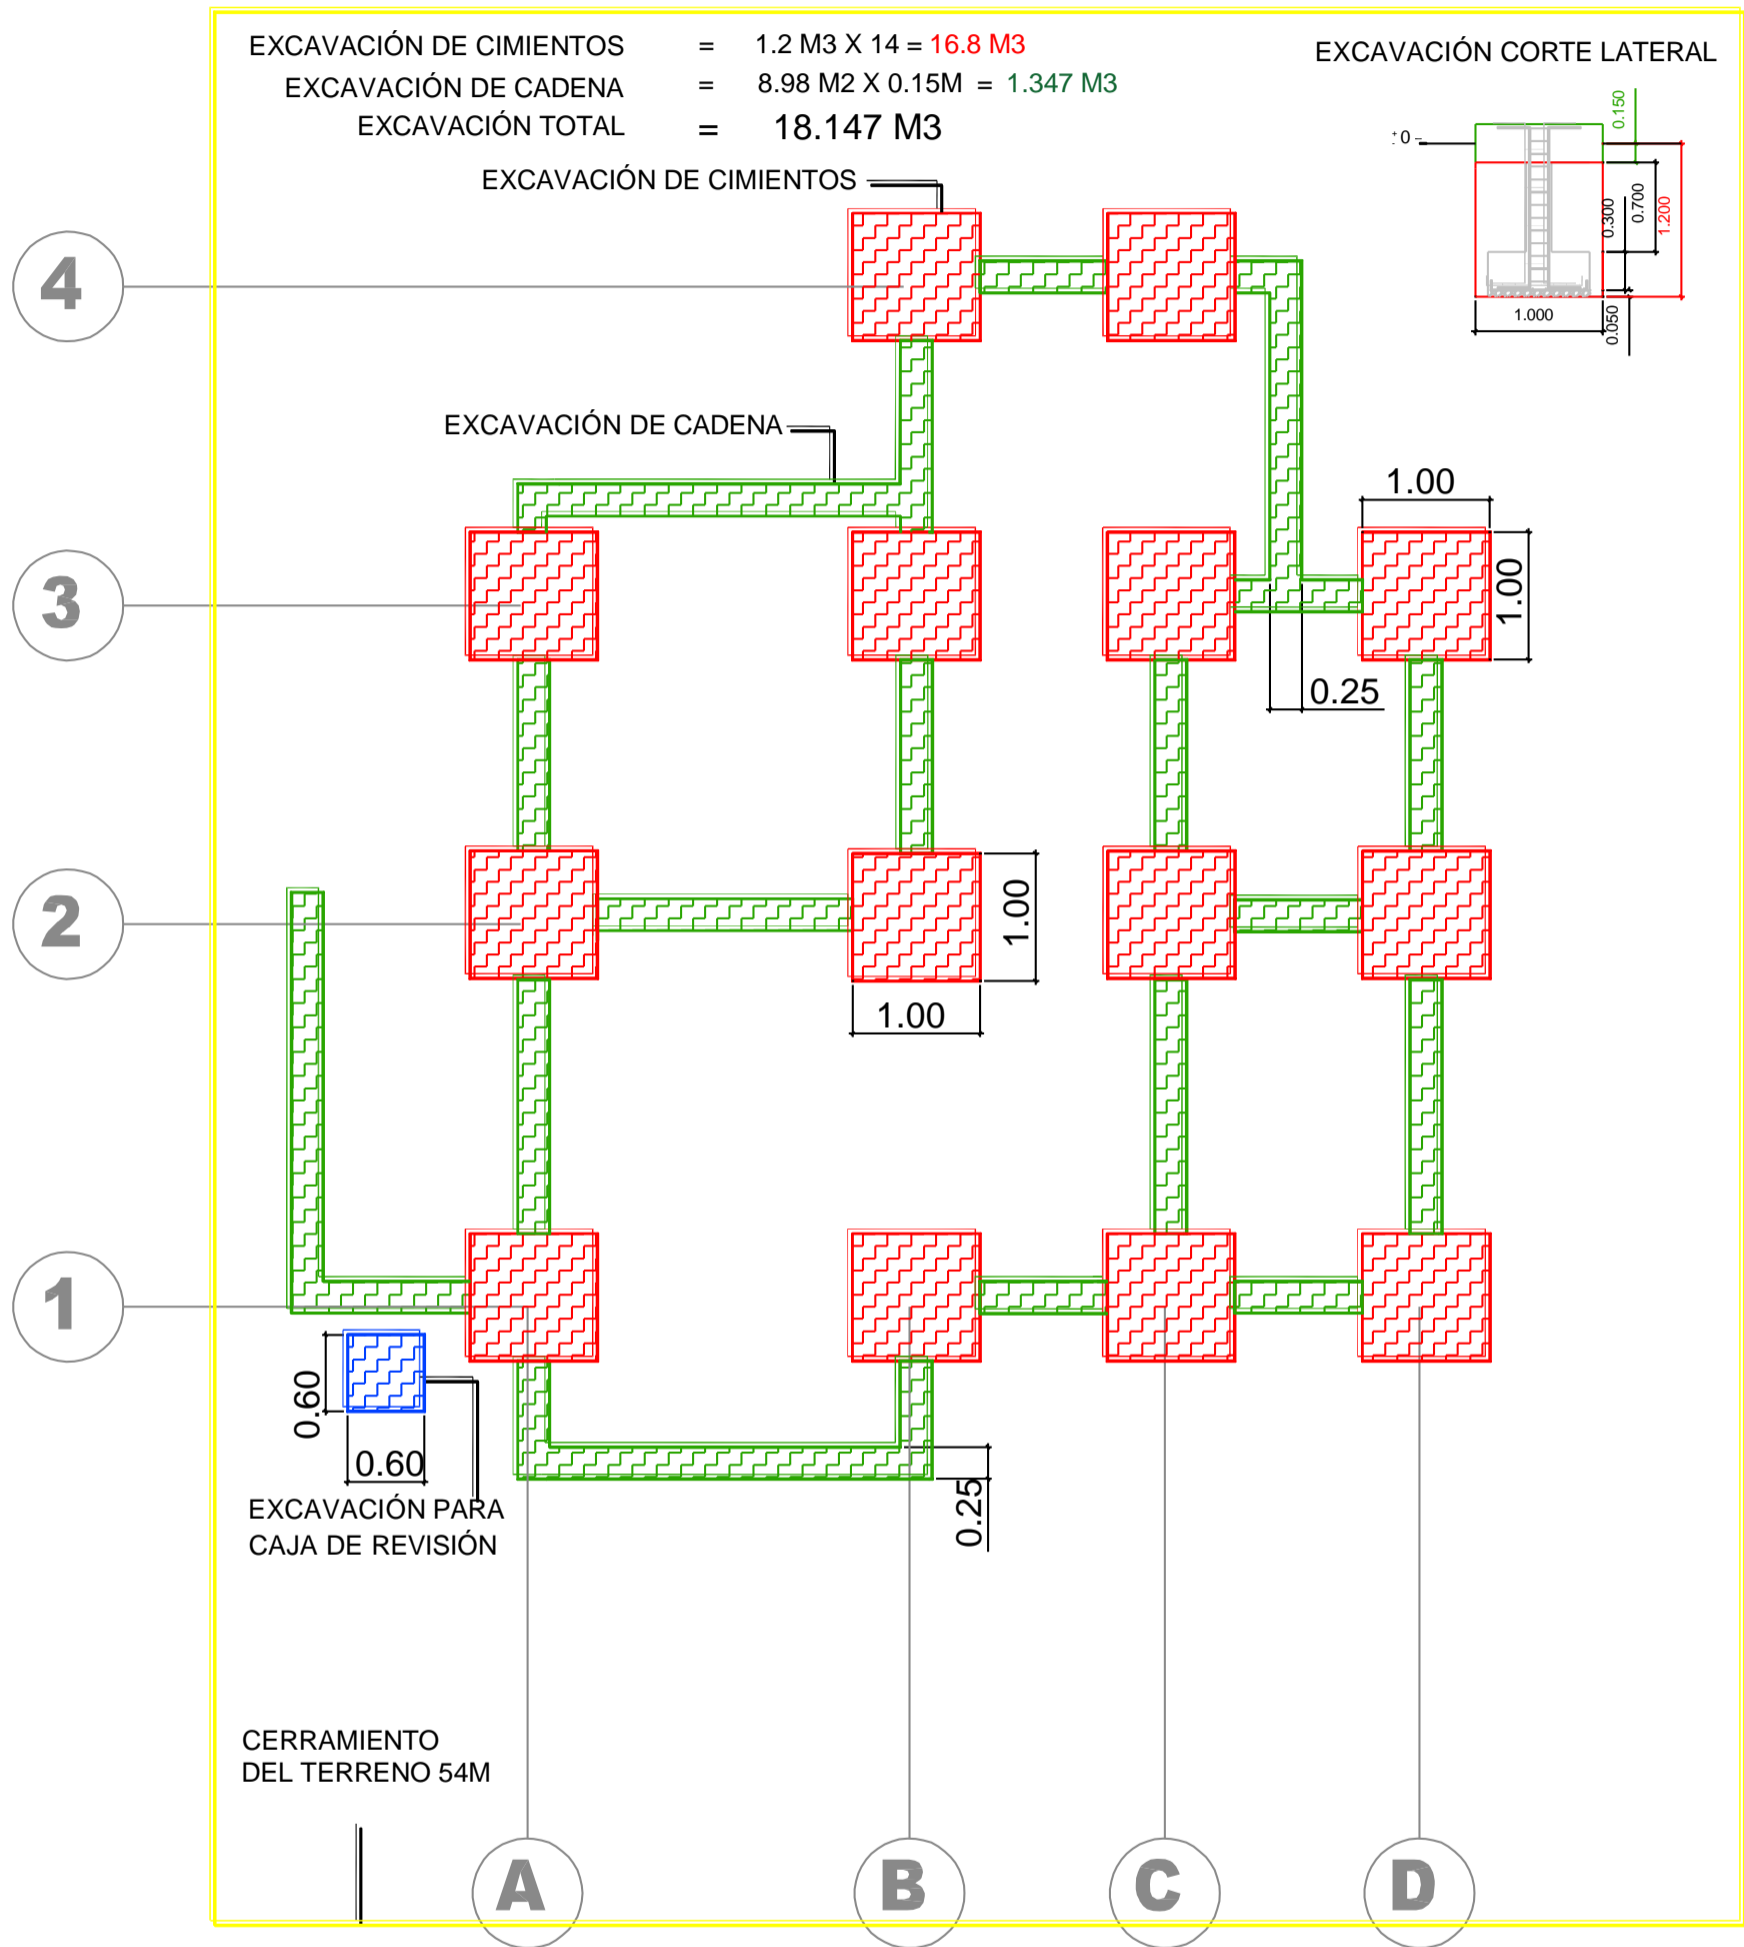 EXCAVACIÓN DE CIMIENTOS = 1.2 M3 X 14 = 16.8 M3
EXCAVACIÓN DE CADENA = 8.98 M2 X 0.15M = 1.347 M3
EXCAVACIÓN TOTAL = 18.147 M3
EXCAVACIÓN CORTE LATERAL
0.150
+0
-
0.300
0.700
1.200
1.000
0.050
EXCAVACIÓN DE CIMIENTOS
4
EXCAVACIÓN DE CADENA
1.00
1.00
3
0.25
2
1.00
1.00
1
0.60
0.60
0.25
EXCAVACIÓN PARA
CAJA DE REVISIÓN
CERRAMIENTO
DEL TERRENO 54M
A
B
C
D